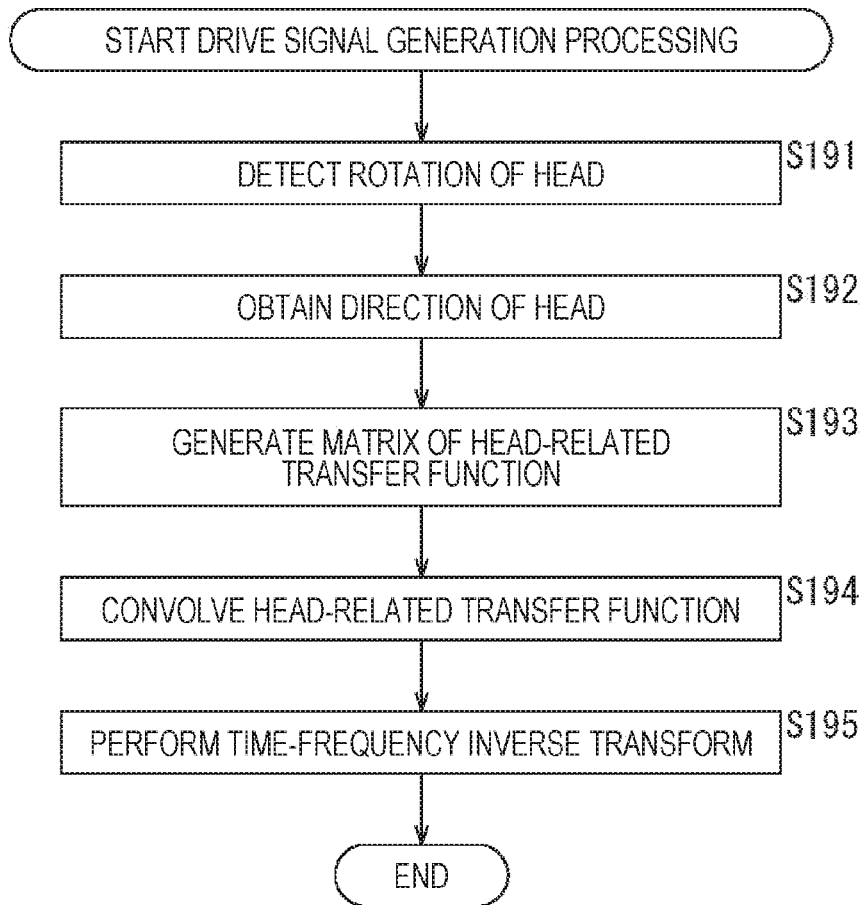 START DRIVE SIGNAL GENERATION PROCESSING
S191
DETECT ROTATION OF HEAD
S192
OBTAIN DIRECTION OF HEAD
S193
GENERATE MATRIX OF HEAD-RELATED
TRANSFER FUNCTION
S194
CONVOLVE HEAD-RELATED TRANSFER FUNCTION
S195
PERFORM TIME-FREQUENCY INVERSE TRANSFORM
END